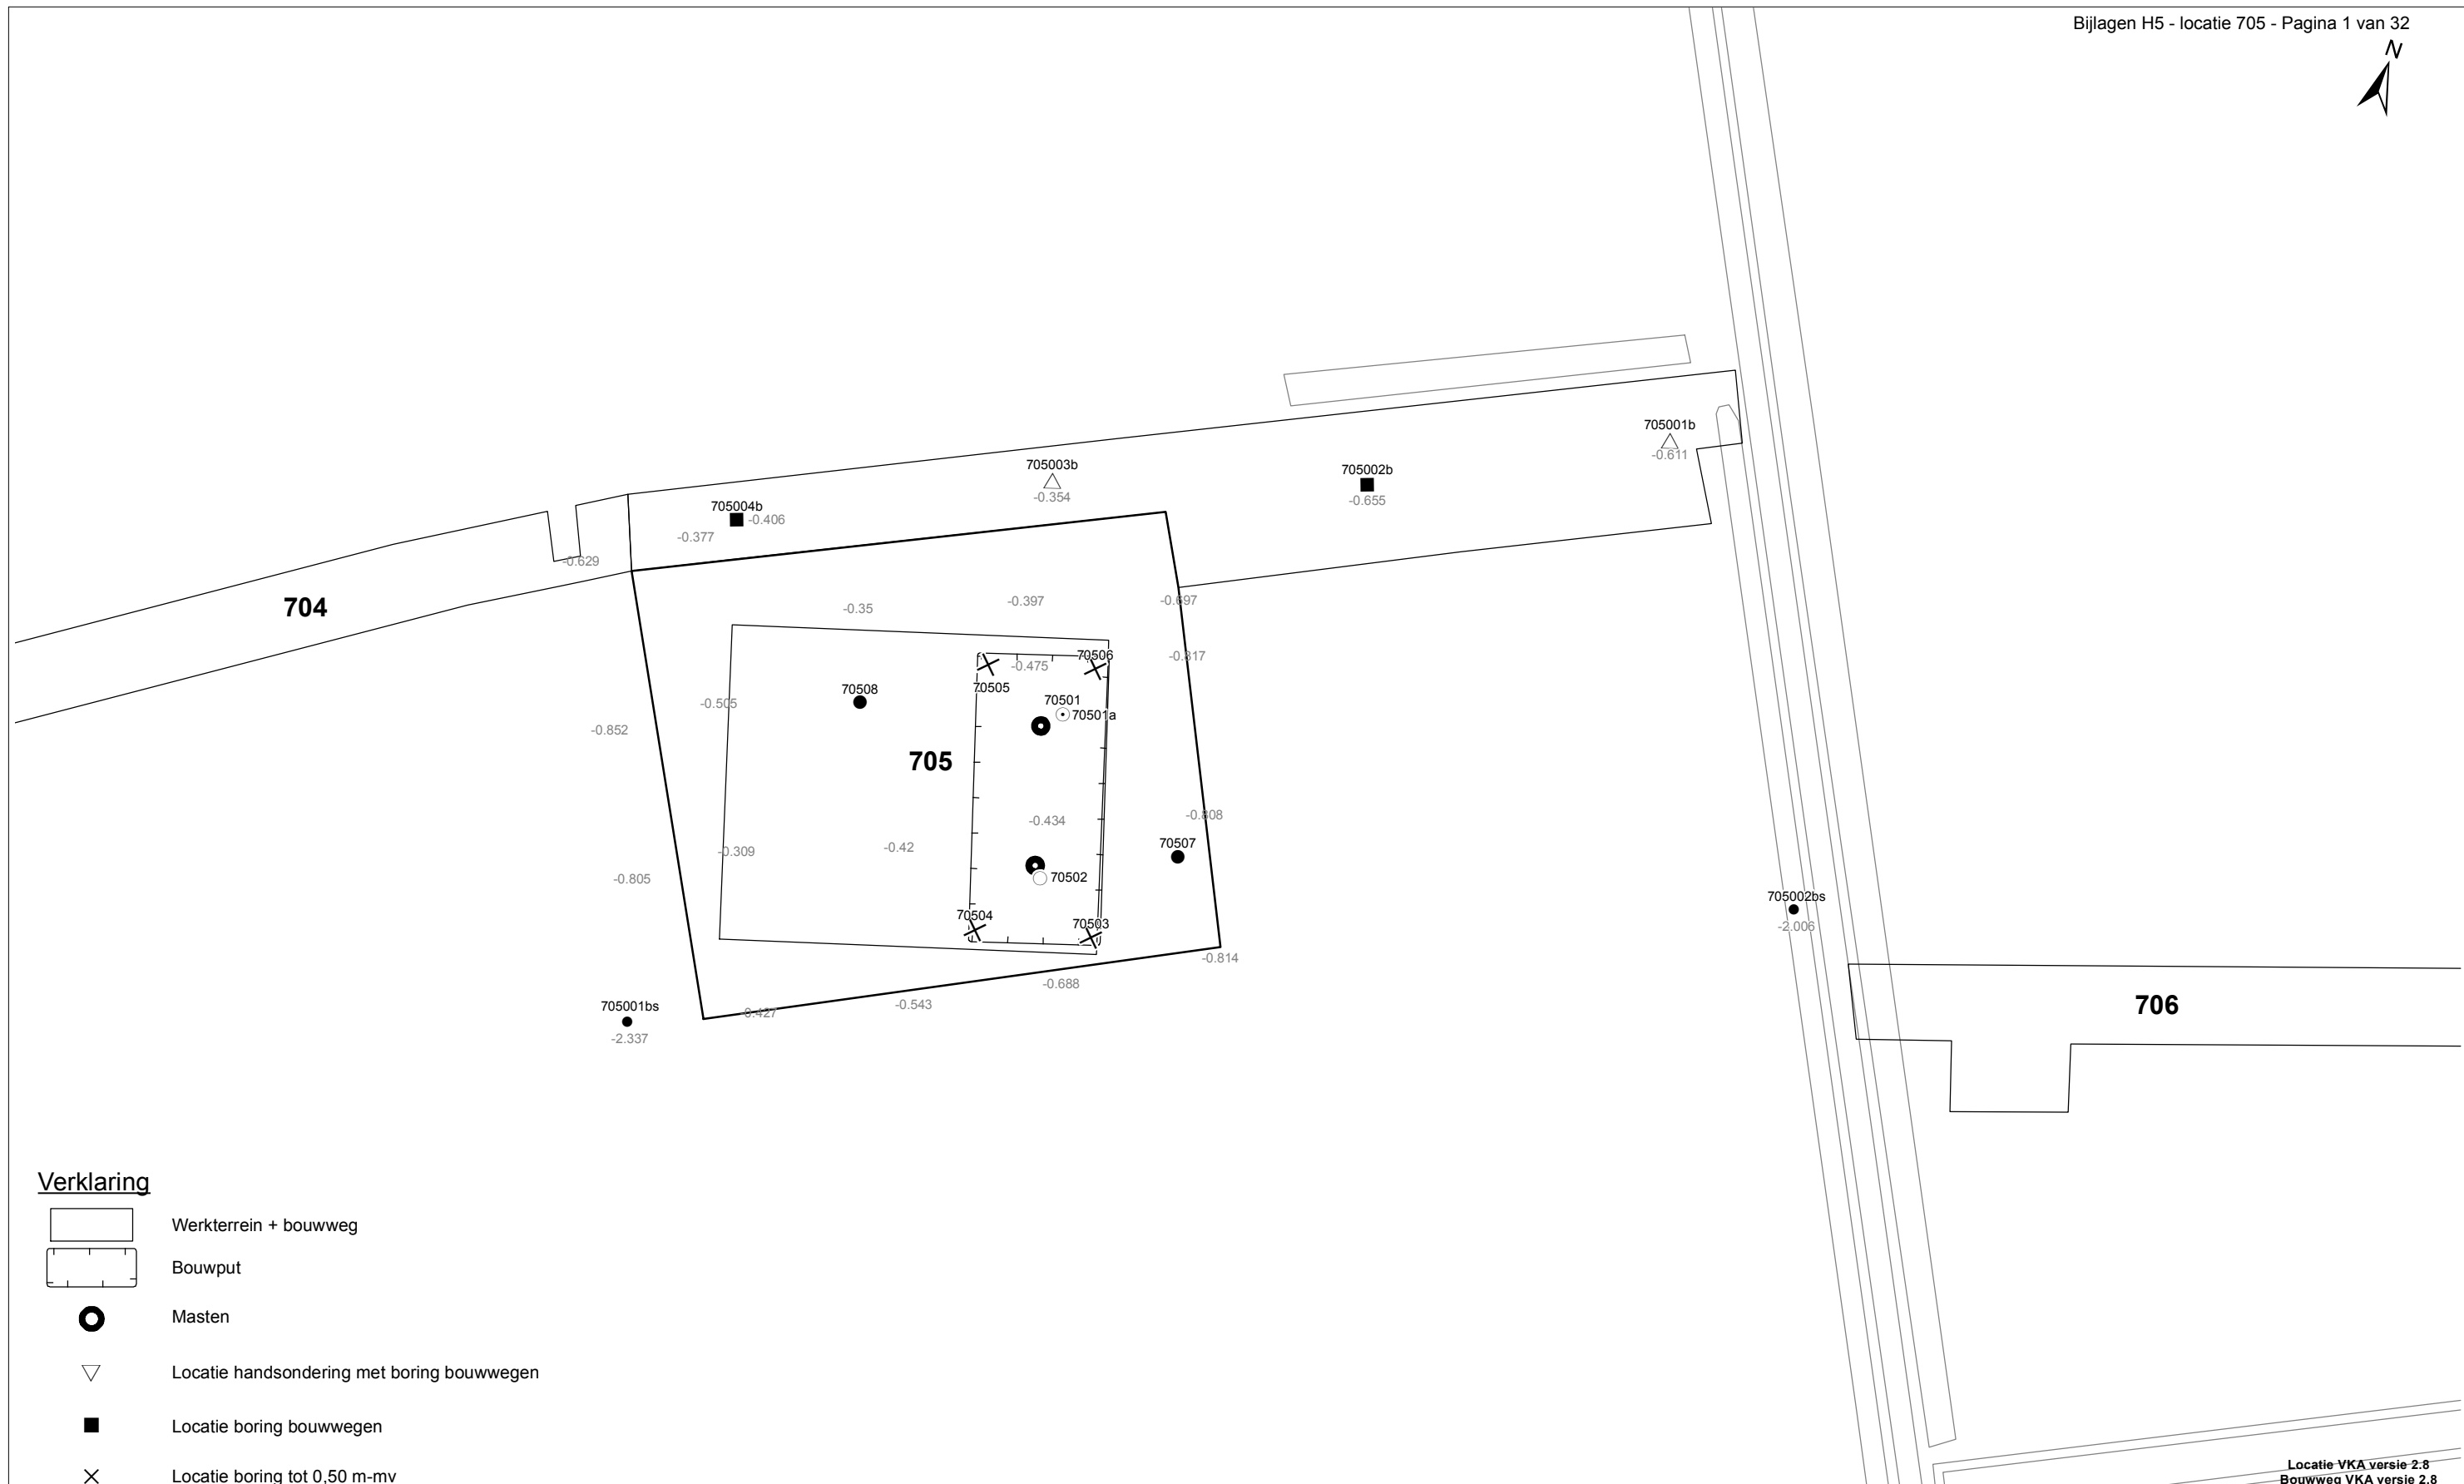 Bijlagen H5 - locatie 705 - Pagina 1 van 32
N
705001b
-0.611
705003b
-0.354
705002b
-0.655
705004b
-0.406
-0.377
-0.629
704
-0.35
-0.397
-0.697
-0.817
70506
-0.475
70505
70508
70501
70501a
-0.505
-0.852
705
-0.434
-0.808
-0.42
-0.309
70507
-0.805
70502
705002bs
-2.006
70504
70503
-0.814
-0.688
-0.543
-0.427
705001bs
-2.337
706
Verklaring
Werkterrein + bouwweg
Bouwput
Masten
Locatie handsondering met boring bouwwegen
Locatie boring bouwwegen
Locatie boring tot 0,50 m-mv
Locatie VKA versie 2.8
Bouwweg VKA versie 2.8